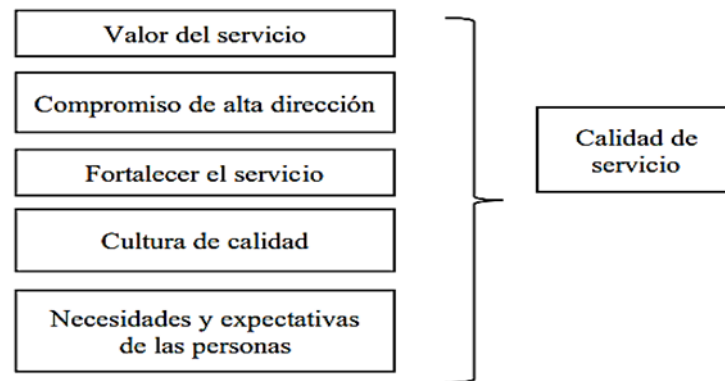 Valor del servicio
Compromiso de alta dirección
Fortalecer el servicio
Cultura de calidad
Necesidades y expectativas
de las personas
Calidad de
servicio